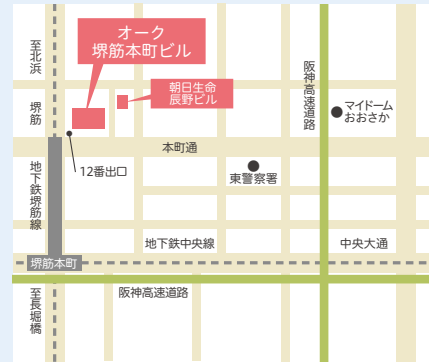 至北浜
オーク
堺筋本町ビル
朝日生命
辰野ビル
阪神高速道路
堺筋
マイドーム
おおさか
本町通
12番出口
東警察署
地下鉄堺筋線
地下鉄中央線
中央大通
堺筋本町
至長堀橋
阪神高速道路